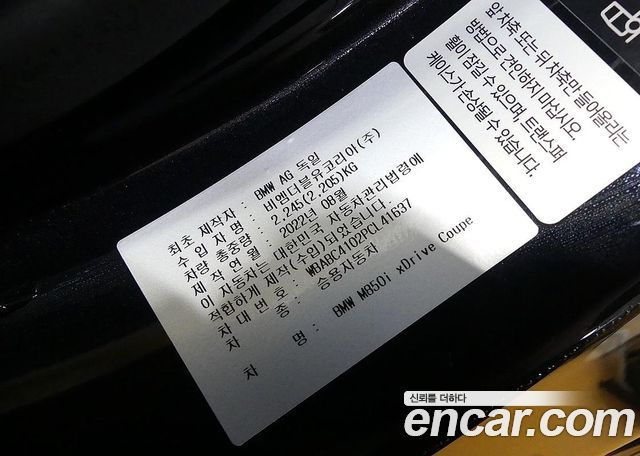 앞 차축 또는 뒤 차축만 들어올리는
방법으로 견인하지 마십시오.
휠이 잠길 수 있으며, 트랜스퍼
케이스가 손상될 수 있습니다.
최초 제작자 : BMW AG 독일
수입자명 : 비엠더블유코리아(주)
차량 총중량 : 2,245(2,205)KG
제작연월 : 2022년 08월
이 자동차는 대한민국 자동차관리법령에
적합하게 제작(수입)되었습니다.
차대번호 : WBABC4102PCL41637
차종 : 승용자동차
차명 : BMW M850i xDrive Coupe
신뢰를 더하다
encar.com